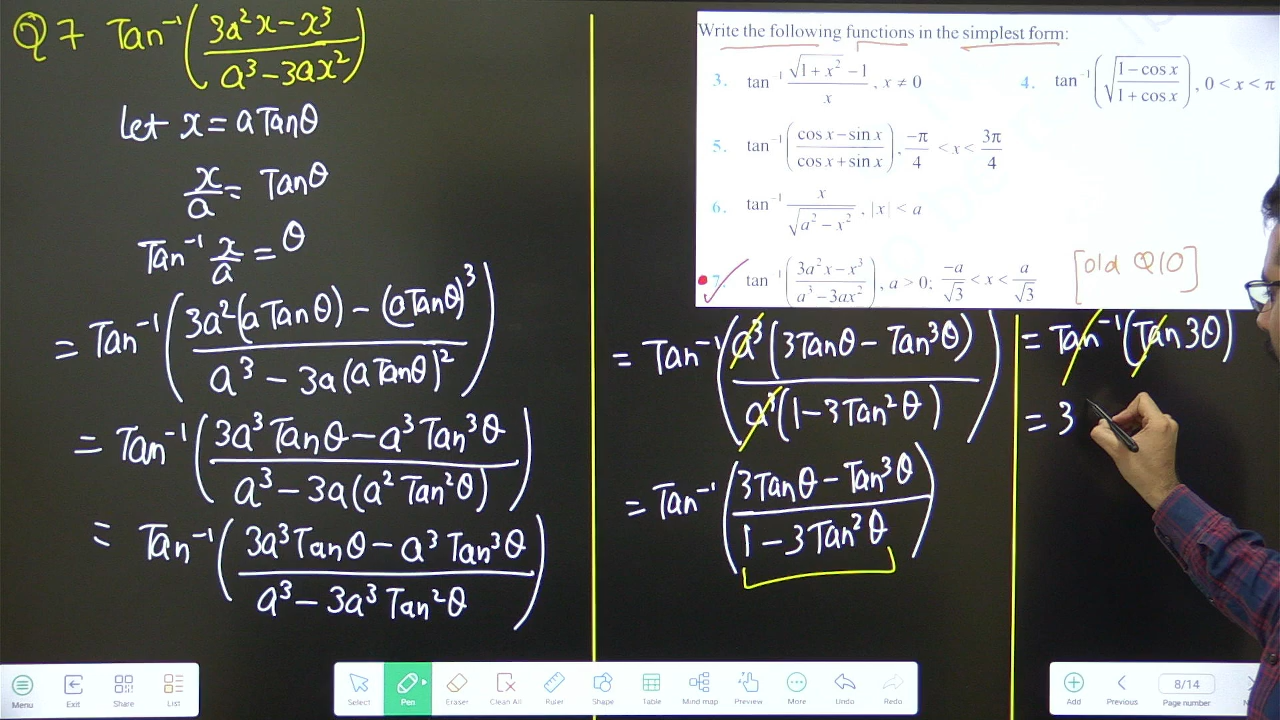 Q7 Tan⁻¹((3a²x-x³)/(a³-3ax²))
Let x = a Tanθ
x/a = Tanθ
Tan⁻¹ x/a = θ
= Tan⁻¹((3a²(a Tanθ) - (a Tanθ)³)/(a³ - 3a(a Tanθ)²))
= Tan⁻¹((3a³ Tanθ - a³ Tan³θ)/(a³ - 3a(a² Tan²θ)))
= Tan⁻¹((3a³ Tanθ - a³ Tan³θ)/(a³ - 3a³ Tan²θ))
Write the following functions in the simplest form:
3. tan⁻¹ (√(1+x²) -1)/x, x ≠ 0
4. tan⁻¹(√((1-cos x)/(1+cos x))), 0 < x < π
5. tan⁻¹((cos x-sin x)/(cos x+sin x)), -π/4 < x < 3π/4
6. tan⁻¹ x/√(a²-x²), |x| < a
7. tan⁻¹((3a²x-x³)/(a³-3ax²)), a > 0; -a/√3 < x < a/√3
[old Q10]
= Tan⁻¹((a³(3Tanθ - Tan³θ))/(a³(1-3Tan²θ)))
= Tan⁻¹((3Tanθ - Tan³θ)/(1-3Tan²θ))
= Tan⁻¹(Tan 3θ)
= 3
Menu
Exit
Share
List
Select
Pen
Eraser
Clean All
Ruler
Shape
Table
Mind map
Preview
More
Undo
Redo
Add
Previous
8/14
Page number